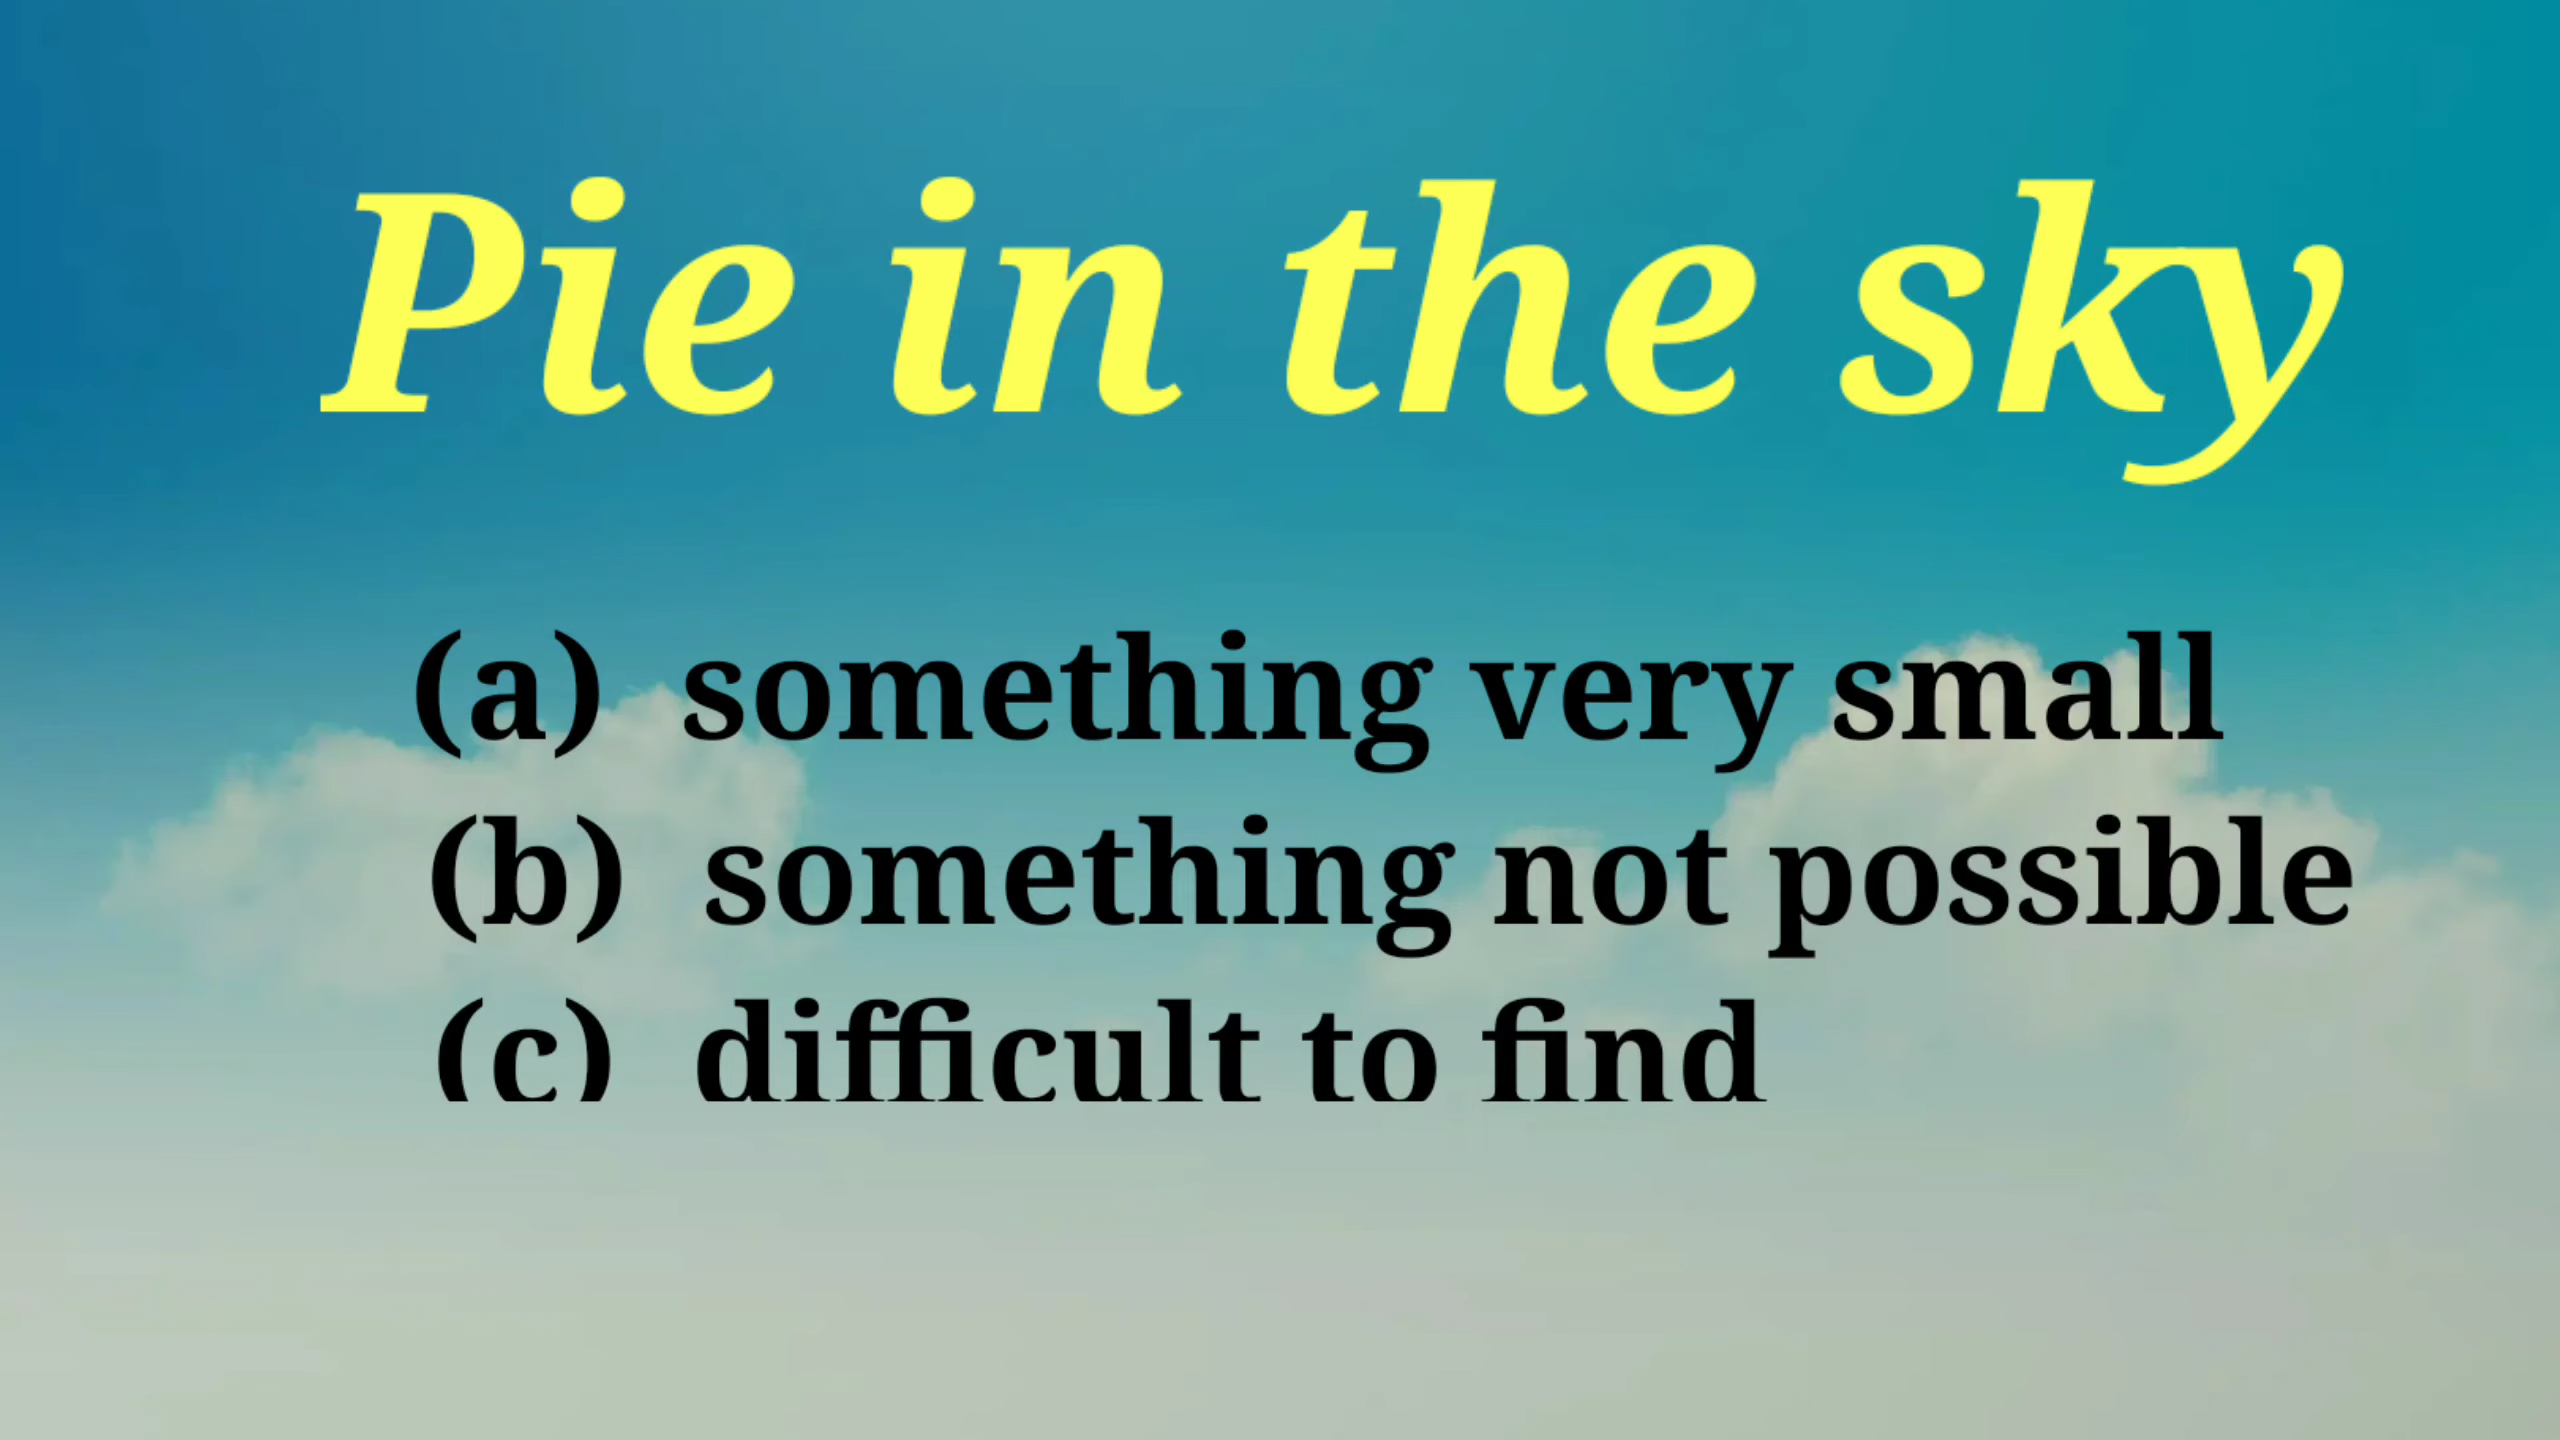 Pie in the sky
(a) something very small
(b) something not possible
(c) difficult to find